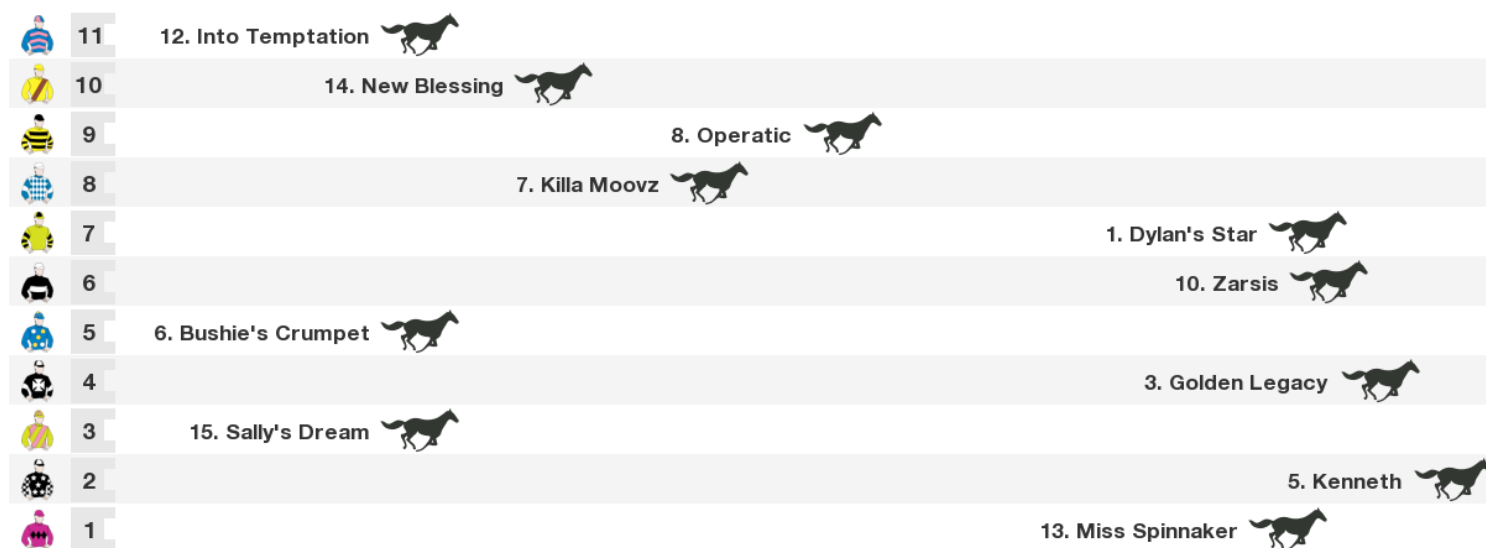 11 12. Into Temptation
10 14. New Blessing
9 8. Operatic
8 7. Killa Moovz
7 1. Dylan's Star
6 10. Zarsis
5 6. Bushie's Crumpet
4 3. Golden Legacy
3 15. Sally's Dream
2 5. Kenneth
1 13. Miss Spinnaker